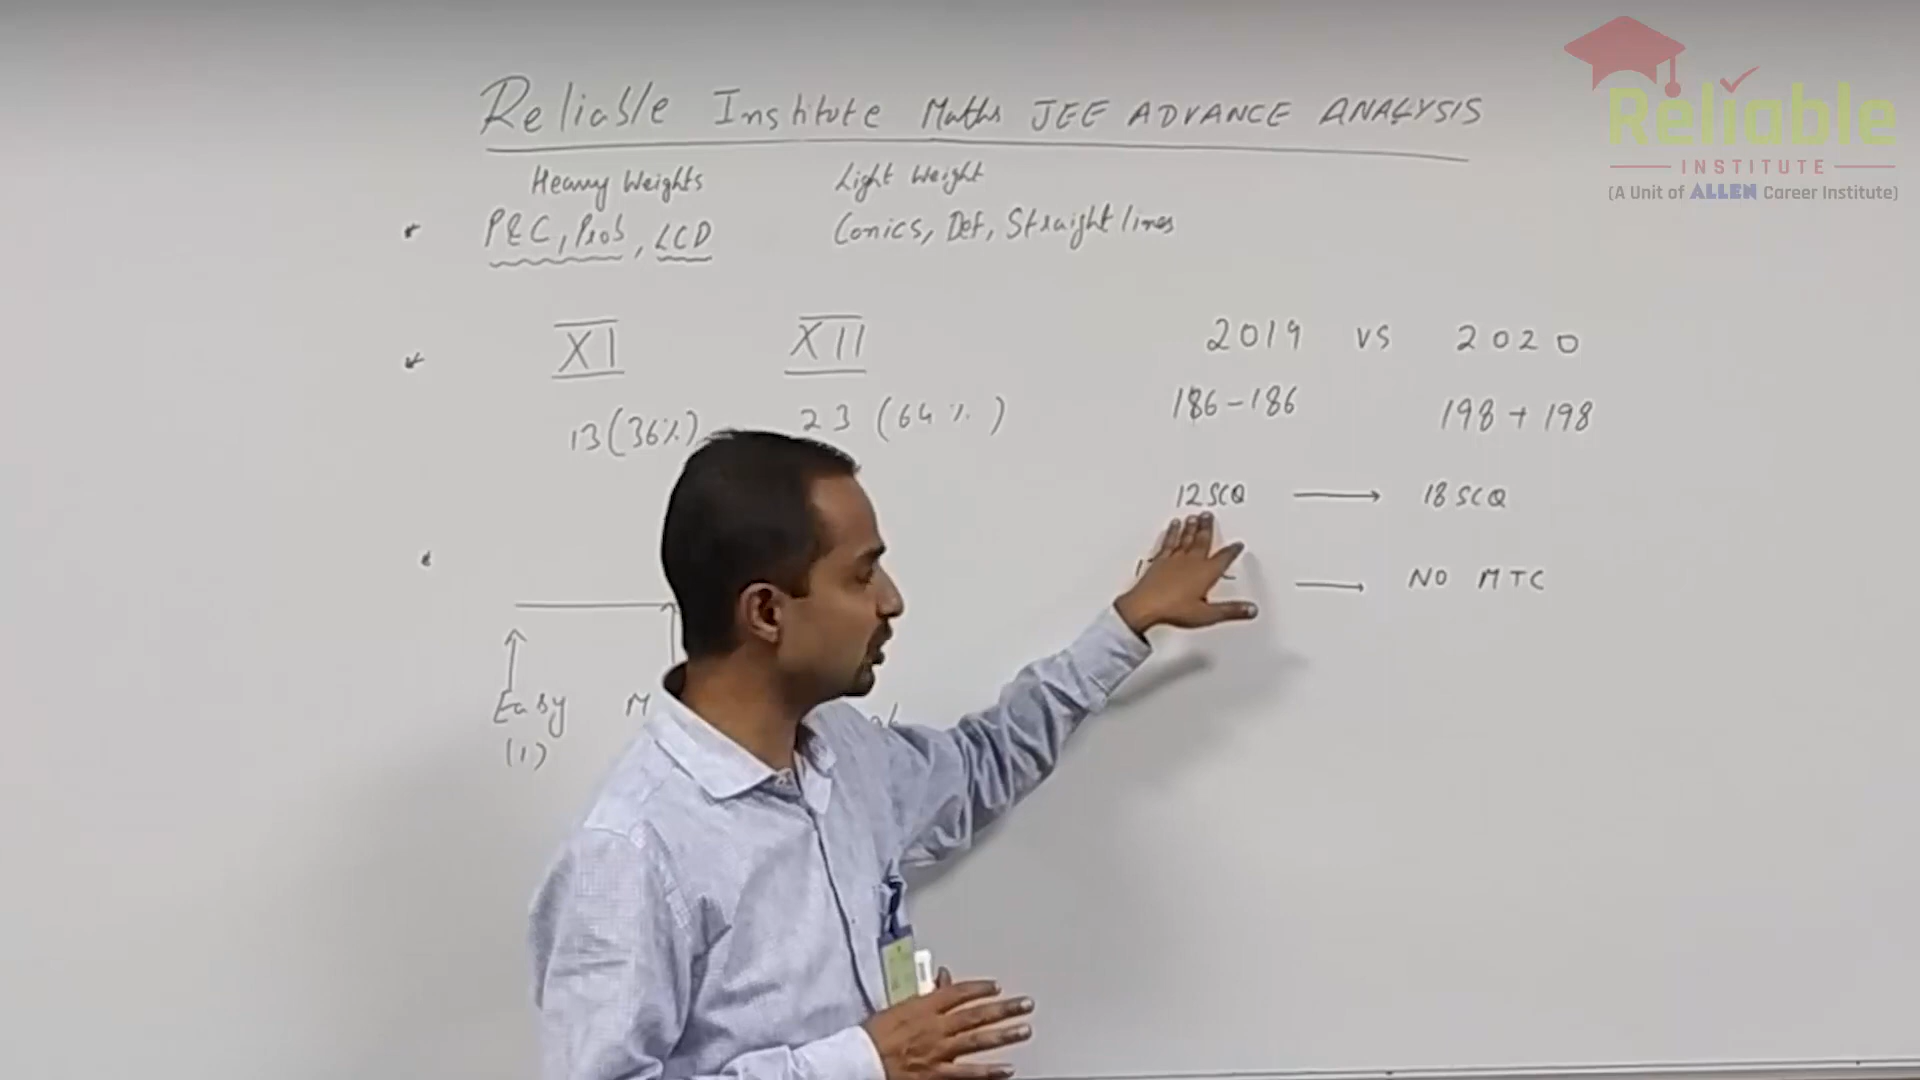 Reliable Institute Maths JEE ADVANCE ANALYSIS
Heavy Weights Light Weight
P&C, Prob, LCD Conics, Def, Straight lines
XI XII
13 (36%) 23 (64%)
2019 vs 2020
186 - 186 198 + 198
12 SCQ → 18 SCQ
→ NO MTC
Easy M
(1)
Reliable
INSTITUTE
(A Unit of ALLEN Career Institute)